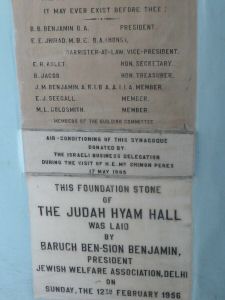 IT MAY EVER EXIST BEFORE THEE
B. B. BENJAMIN B.A. PRESIDENT.
E. E. JHIRAD, M.B.E. B.A. (HONS),
BARRISTER-AT-LAW, VICE-PRESIDENT.
E. H. AGLET. HON. SECRETARY.
B. JACOB. HON. TREASURER.
J. M. BENJAMIN, A.R.I.B.A. A.I.I.A. MEMBER.
E. J. SEEGALL. MEMBER.
M. L. GOLDSMITH. MEMBER.
MEMBERS OF THE BUILDING COMMITTEE
AIR-CONDITIONING OF THIS SYNAGOGUE
DONATED BY
THE ISRAELI BUSINESS DELEGATION
DURING THE VISIT OF H.E. MR SHIMON PERES
17 MAY
THIS FOUNDATION STONE
OF
THE JUDAH HYAM HALL
WAS LAID
BY
BARUCH BEN-SION BENJAMIN,
PRESIDENT
JEWISH WELFARE ASSOCIATION, DELHI
ON
SUNDAY, THE 12TH FEBRUARY 1956